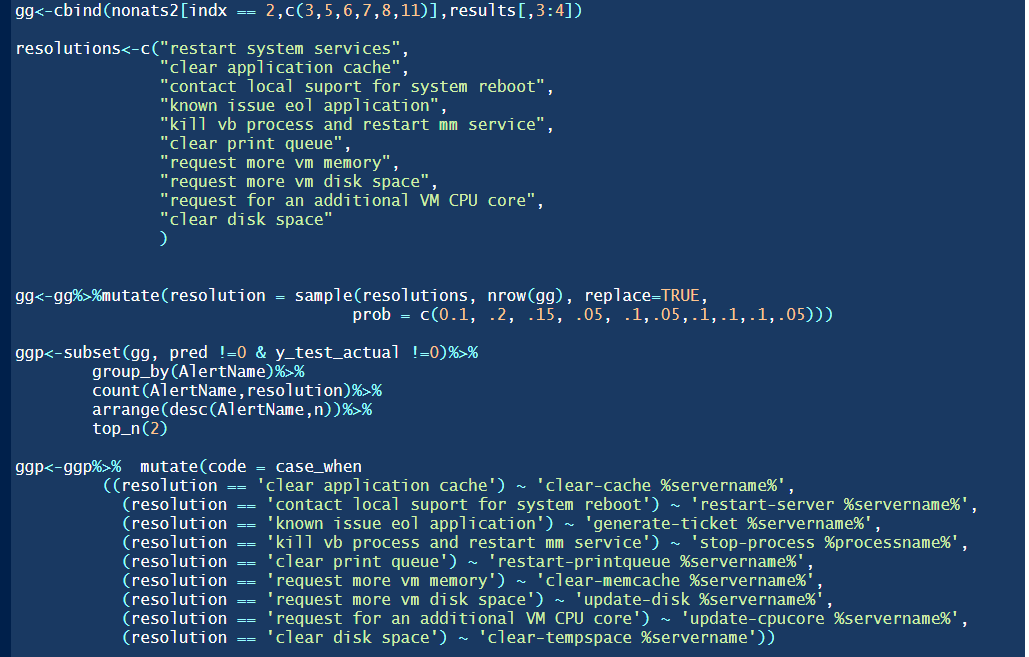 gg<-cbind(nonats2[indx == 2,c(3,5,6,7,8,11)],results[,3:4])
resolutions<-c("restart system services",
"clear application cache",
"contact local suport for system reboot",
"known issue eol application",
"kill vb process and restart mm service",
"clear print queue",
"request more vm memory",
"request more vm disk space",
"request for an additional VM CPU core",
"clear disk space"
)
gg<-gg%>%mutate(resolution = sample(resolutions, nrow(gg), replace=TRUE,
prob = c(0.1, .2, .15, .05, .1,.05,.1,.1,.1,.05)))
ggp<-subset(gg, pred !=0 & y_test_actual !=0)%>%
group_by(AlertName)%>%
count(AlertName,resolution)%>%
arrange(desc(AlertName,n))%>%
top_n(2)
ggp<-ggp%>%  mutate(code = case_when
((resolution == 'clear application cache') ~ 'clear-cache %servername%',
(resolution == 'contact local suport for system reboot') ~ 'restart-server %servername%',
(resolution == 'known issue eol application') ~ 'generate-ticket %servername%',
(resolution == 'kill vb process and restart mm service') ~ 'stop-process %processname%',
(resolution == 'clear print queue') ~ 'restart-printqueue %servername%',
(resolution == 'request more vm memory') ~ 'clear-memcache %servername%',
(resolution == 'request more vm disk space') ~ 'update-disk %servername%',
(resolution == 'request for an additional VM CPU core') ~ 'update-cpucore %servername%',
(resolution == 'clear disk space') ~ 'clear-tempspace %servername'))